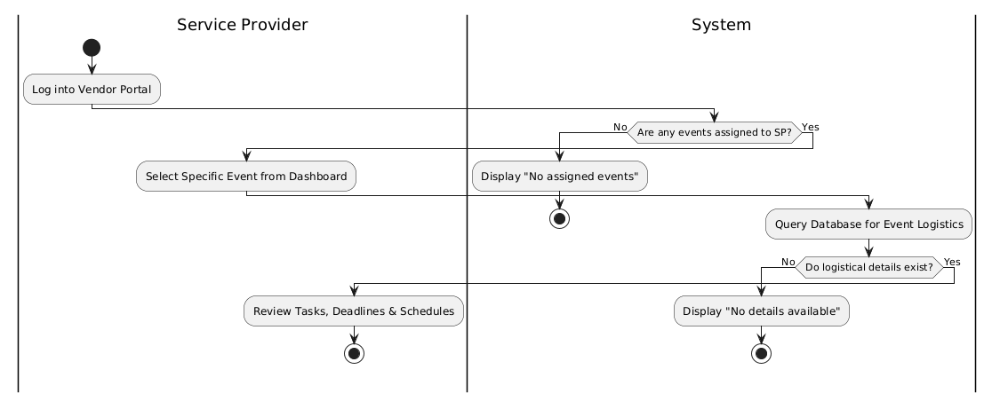 Service Provider
System
Log into Vendor Portal
No
Are any events assigned to SP?
Yes
Select Specific Event from Dashboard
Display "No assigned events"
Query Database for Event Logistics
No
Do logistical details exist?
Yes
Review Tasks, Deadlines & Schedules
Display "No details available"